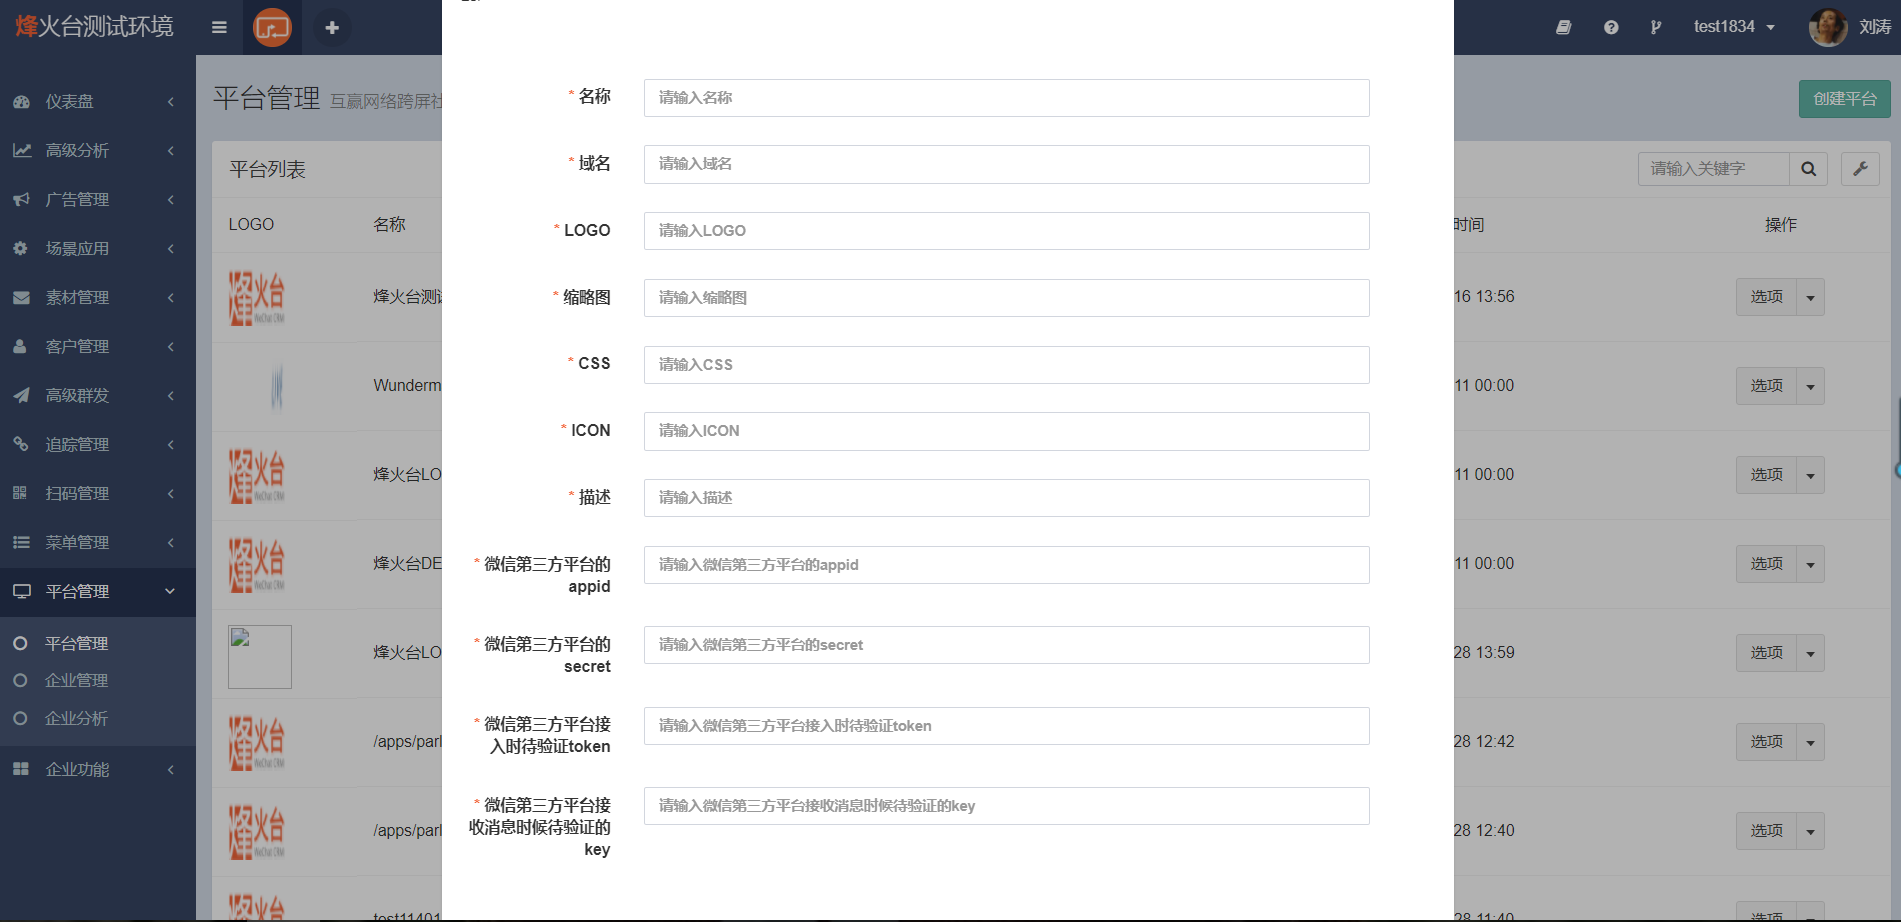 烽火台测试环境
test1834
刘涛
仪表盘
高级分析
广告管理
场景应用
素材管理
客户管理
高级群发
追踪管理
扫码管理
菜单管理
平台管理
平台管理
企业管理
企业分析
企业功能
平台管理 互赢网络跨屏社
创建平台
平台列表
请输入关键字
LOGO 名称
时间 操作
烽火台测试
16 13:56 选项
Wunderm
11 00:00 选项
烽火台LO
11 00:00 选项
烽火台DE
11 00:00 选项
烽火台LO
28 13:59 选项
/apps/parl
28 12:42 选项
/apps/parl
28 12:40 选项
test11401
28 11:40 选项
* 名称 请输入名称
* 域名 请输入域名
* LOGO 请输入LOGO
* 缩略图 请输入缩略图
* CSS 请输入CSS
* ICON 请输入ICON
* 描述 请输入描述
* 微信第三方平台的 请输入微信第三方平台的appid
appid
* 微信第三方平台的 请输入微信第三方平台的secret
secret
* 微信第三方平台接 请输入微信第三方平台接入时待验证token
入时待验证token
* 微信第三方平台接 请输入微信第三方平台接收消息时候待验证的key
收消息时候待验证的
key